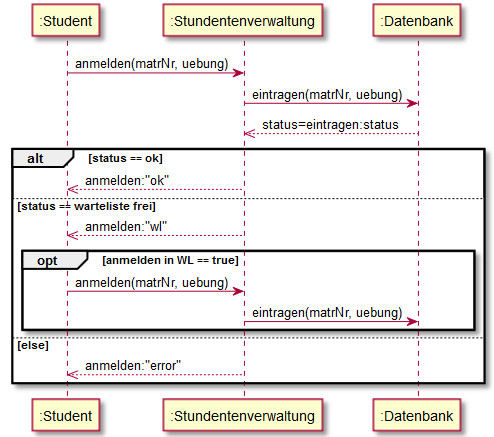 :Student :Stundentenverwaltung :Datenbank
anmelden(matrNr, uebung)
eintragen(matrNr, uebung)
status=eintragen:status
alt [status == ok]
anmelden:"ok"
[status == warteliste frei]
anmelden:"wl"
opt [anmelden in WL == true]
anmelden(matrNr, uebung)
eintragen(matrNr, uebung)
[else]
anmelden:"error"
:Student :Stundentenverwaltung :Datenbank